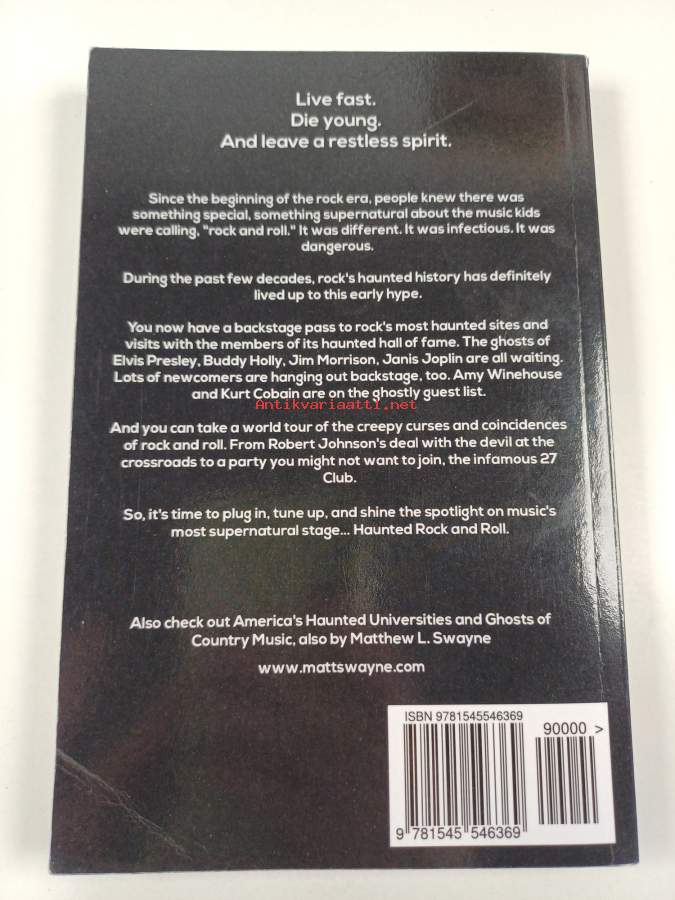 Live fast.
Die young.
And leave a restless spirit.
Since the beginning of the rock era, people knew there was
something special, something supernatural about the music kids
were calling, "rock and roll." It was different. It was infectious. It was
dangerous.
During the past few decades, rock's haunted history has definitely
lived up to this early hype.
You now have a backstage pass to rock's most haunted sites and
visits with the members of its haunted hall of fame. The ghosts of
Elvis Presley, Buddy Holly, Jim Morrison, Janis Joplin are all waiting.
Lots of newcomers are hanging out backstage, too. Amy Winehouse
and Kurt Cobain are on the ghostly guest list.
Antikvariaatti.net
And you can take a world tour of the creepy curses and coincidences
of rock and roll. From Robert Johnson's deal with the devil at the
crossroads to a party you might not want to join, the infamous 27
Club.
So, it's time to plug in, tune up, and shine the spotlight on music's
most supernatural stage... Haunted Rock and Roll.
Also check out America's Haunted Universities and Ghosts of
Country Music, also by Matthew L. Swayne
www.mattswayne.com
ISBN 9781545546369
90000 >
9 781545 546369